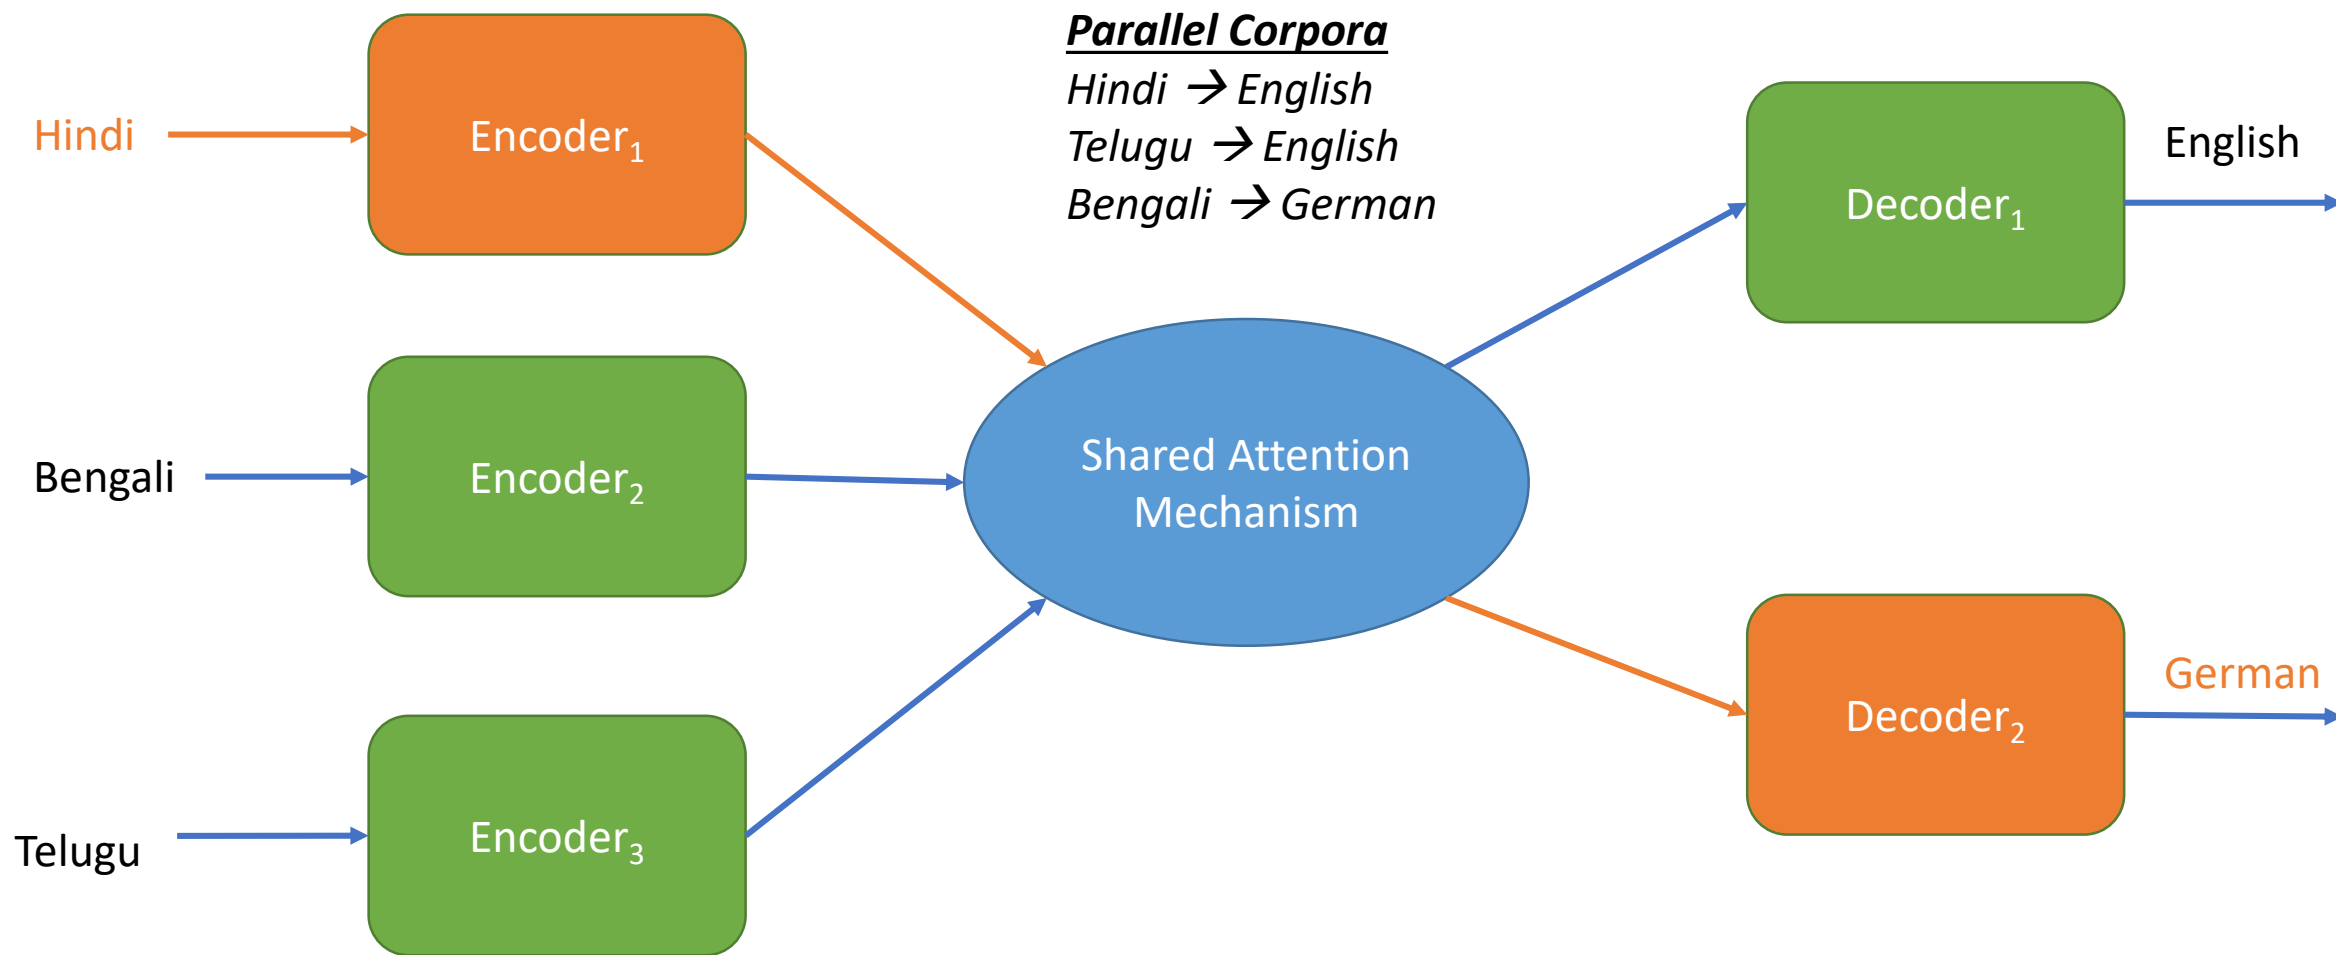 Parallel Corpora
Hindi → English
Telugu → English
Bengali → German
Hindi
Encoder₁
Bengali
Encoder₂
Telugu
Encoder₃
Shared Attention
Mechanism
Decoder₁
English
Decoder₂
German